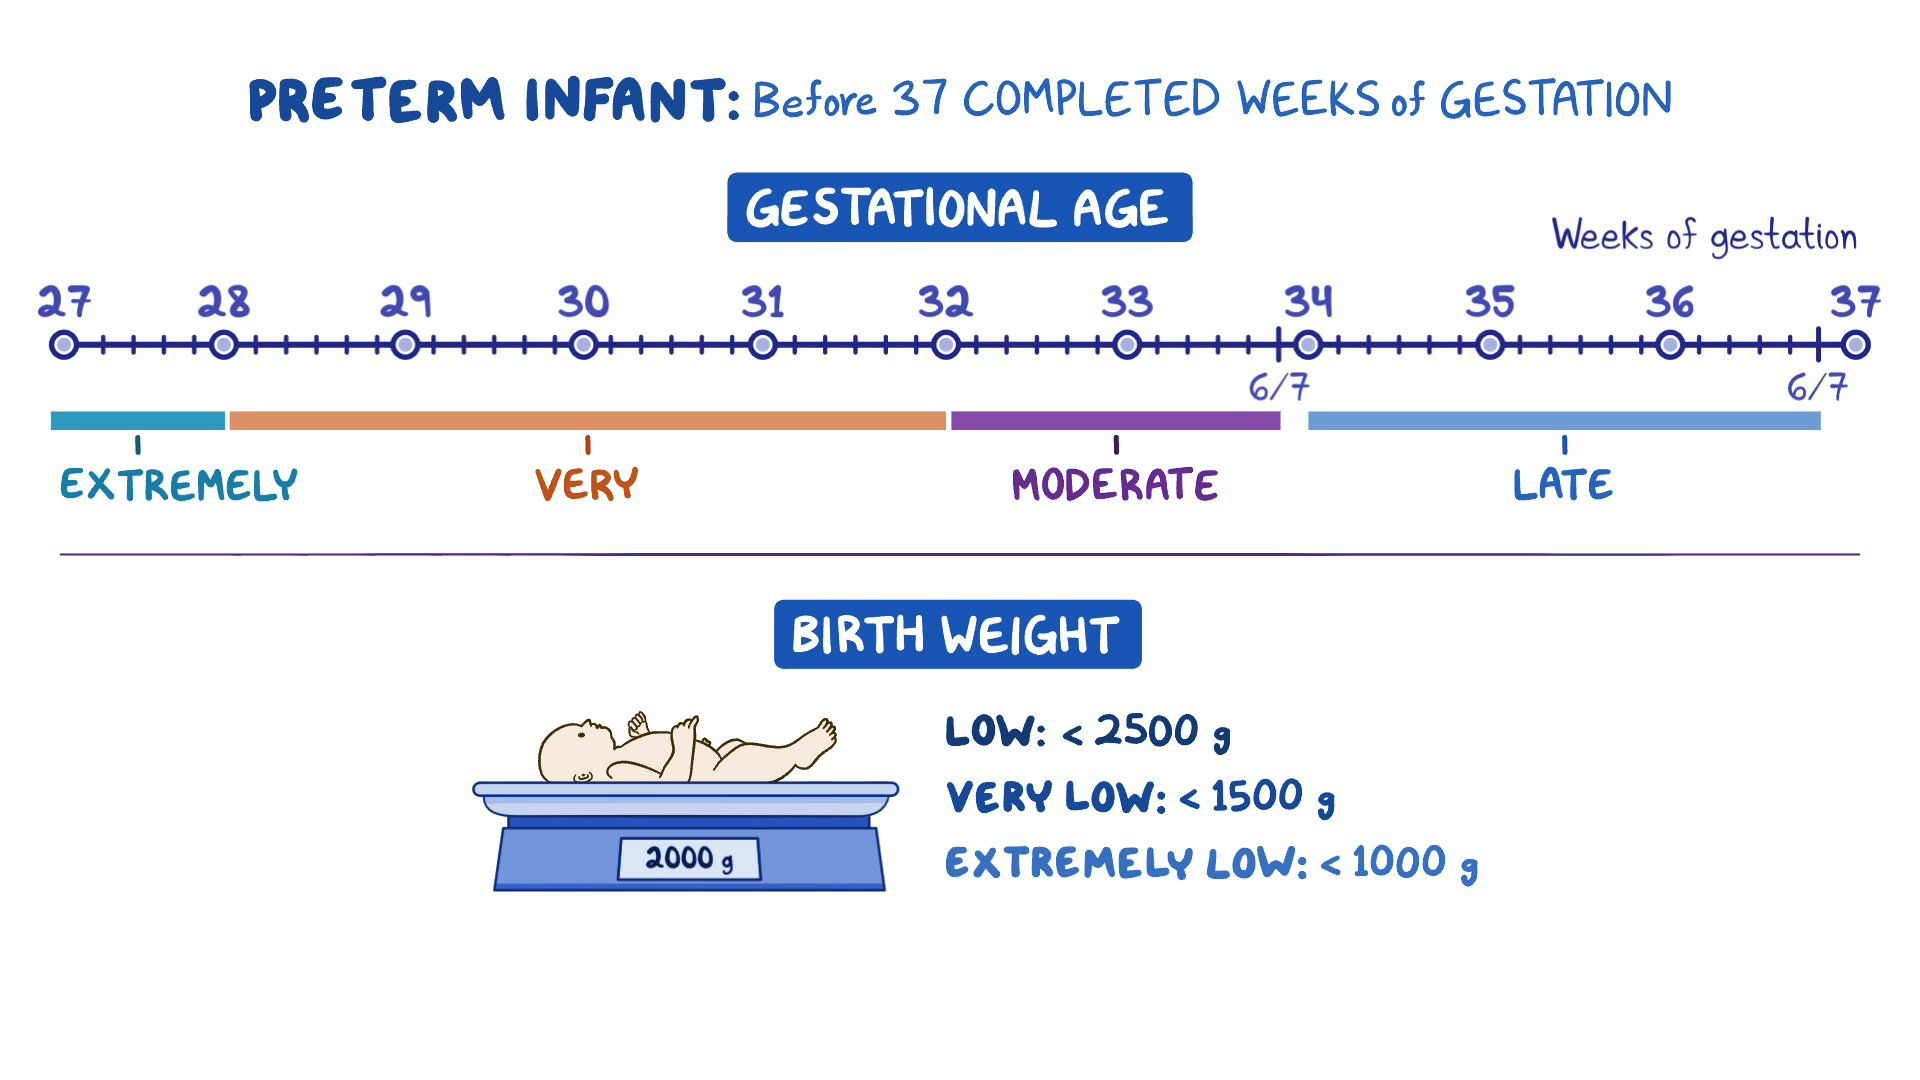 PRETERM INFANT: Before 37 COMPLETED WEEKS of GESTATION
GESTATIONAL AGE
Weeks of gestation
27 28 29 30 31 32 33 34 35 36 37
6/7 6/7
EXTREMELY VERY MODERATE LATE
BIRTH WEIGHT
LOW: < 2500 g
VERY LOW: < 1500 g
2000 g
EXTREMELY LOW: < 1000 g